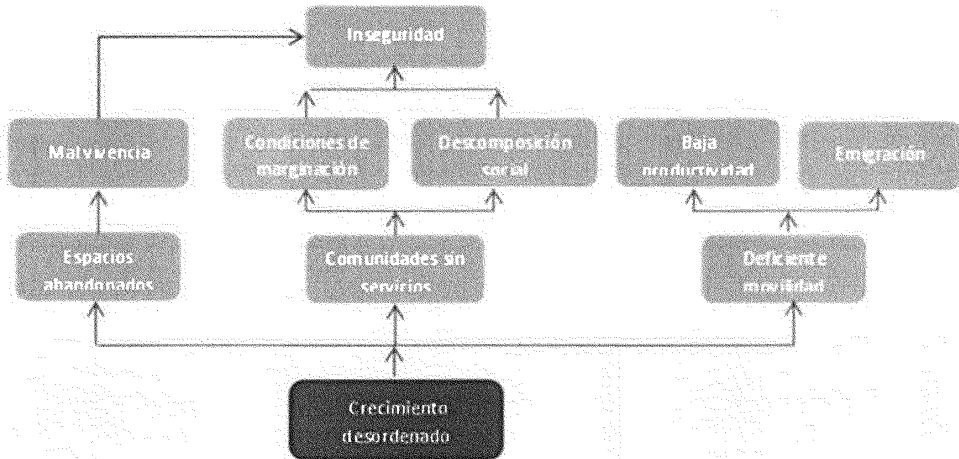 Inseguridad
Malvivencia
Condiciones de
marginación
Descomposición
social
Baja
productividad
Emigración
Espacios
abandonados
Comunidades sin
servicios
Deficiente
movilidad
Crecimiento
desordenado